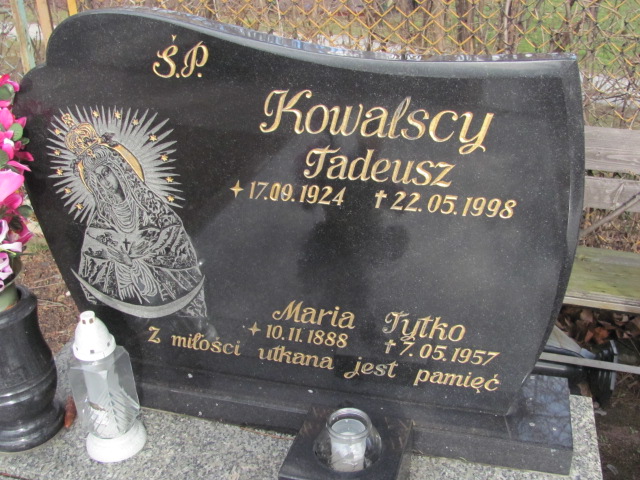 Ś.P.
Kowalscy
Tadeusz
✦ 17.09.1924 ✝ 22.05.1998
Maria Tytko
✦ 10.11.1888 ✝ 7.05.1957
Z miłości utkana jest pamięć